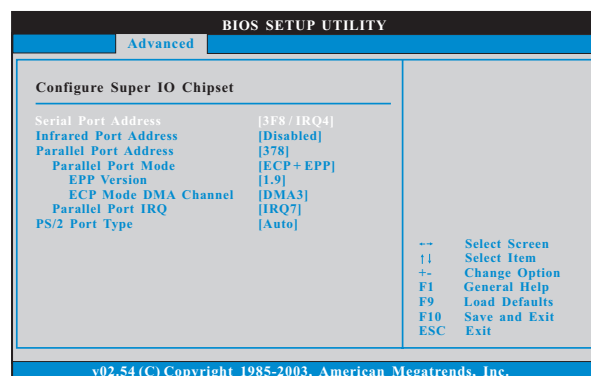 BIOS SETUP UTILITY
Advanced
Configure Super IO Chipset
Serial Port Address [3F8 / IRQ4]
Infrared Port Address [Disabled]
Parallel Port Address [378]
Parallel Port Mode [ECP + EPP]
EPP Version [1.9]
ECP Mode DMA Channel [DMA3]
Parallel Port IRQ [IRQ7]
PS/2 Port Type [Auto]
←→ Select Screen
↑↓ Select Item
+- Change Option
F1 General Help
F9 Load Defaults
F10 Save and Exit
ESC Exit
v02.54 (C) Copyright 1985-2003, American Megatrends, Inc.